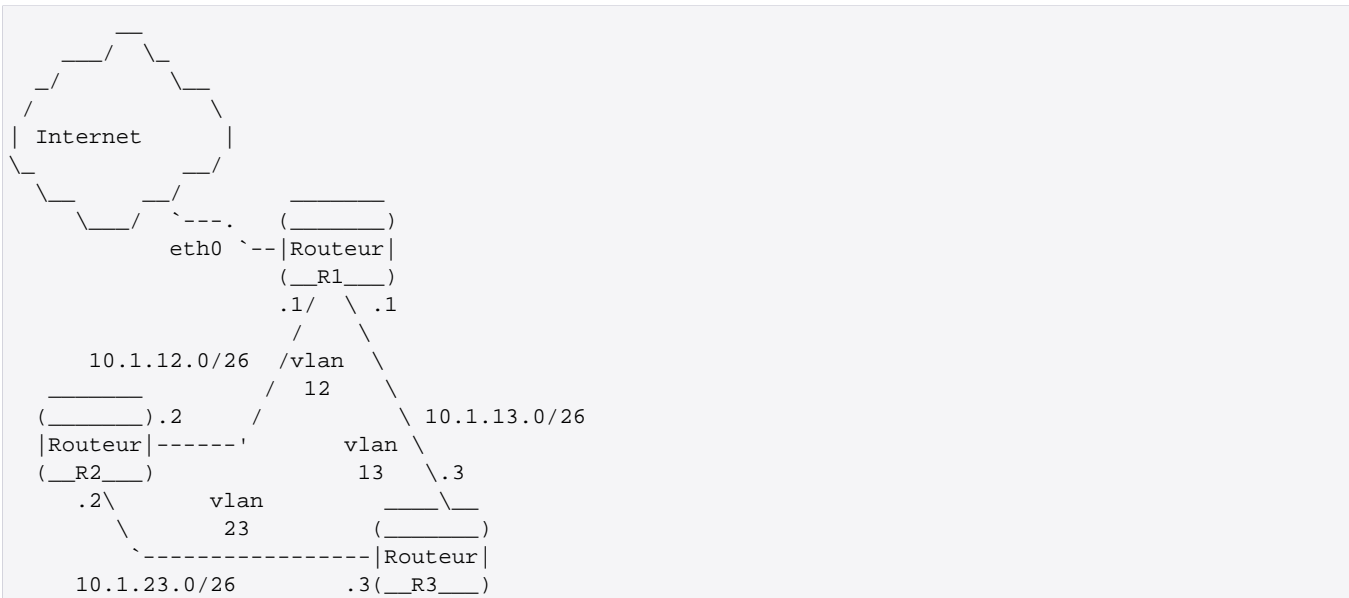 Internet
eth0
Routeur
R1
.1 .1
10.1.12.0/26 vlan
12
.2 10.1.13.0/26
Routeur vlan
R2 13 .3
.2 vlan
23
Routeur
10.1.23.0/26 .3 R3